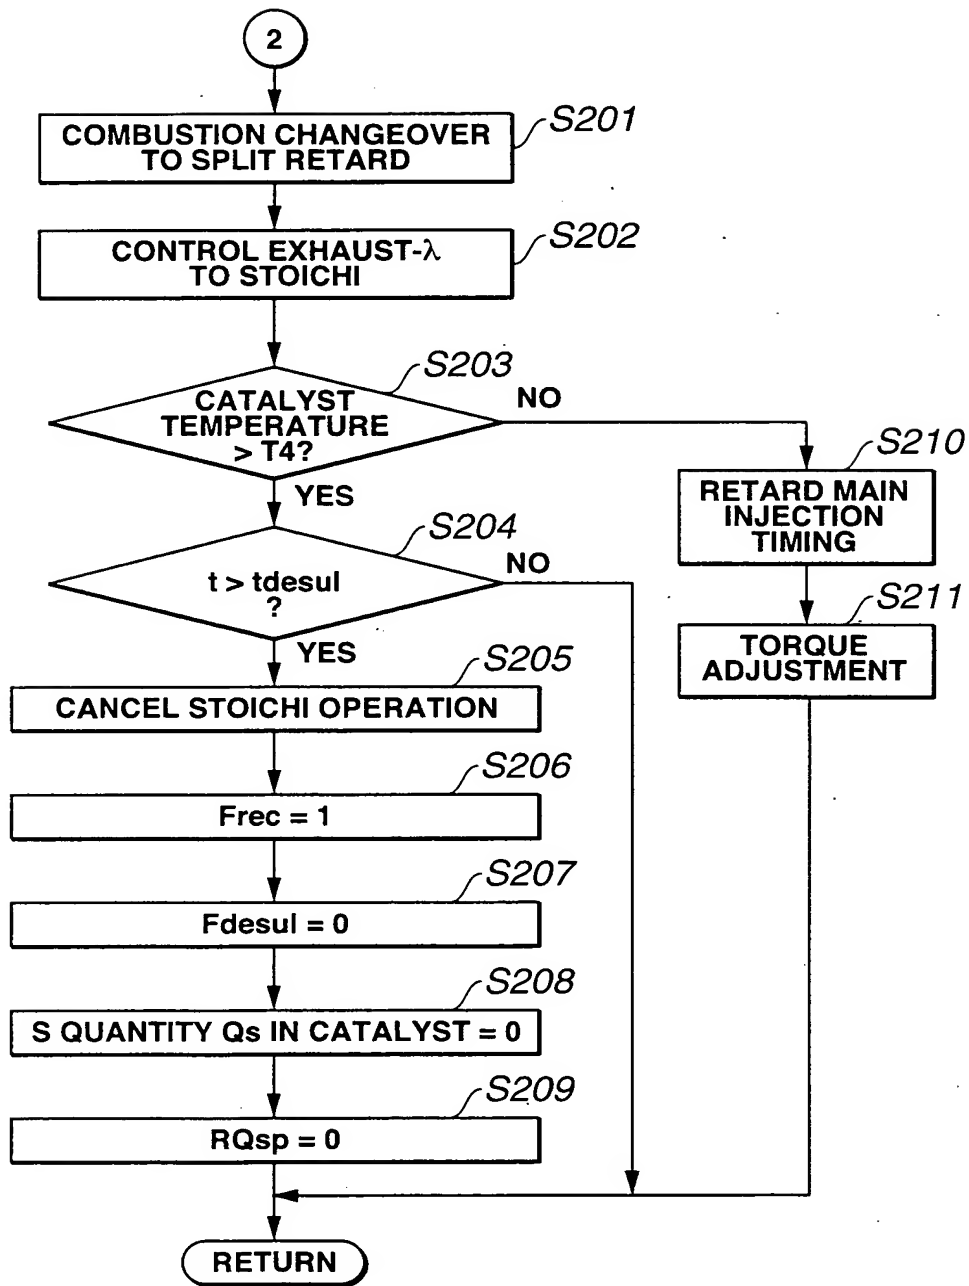 2
COMBUSTION CHANGEOVER
TO SPLIT RETARD
S201
CONTROL EXHAUST-λ
TO STOICHI
S202
CATALYST
TEMPERATURE
> T4?
S203
NO
YES
S210
RETARD MAIN
INJECTION
TIMING
t > tdesul
?
S204
NO
YES
S211
TORQUE
ADJUSTMENT
S205
CANCEL STOICHI OPERATION
S206
Frec = 1
S207
Fdesul = 0
S208
S QUANTITY Qs IN CATALYST = 0
S209
RQsp = 0
RETURN